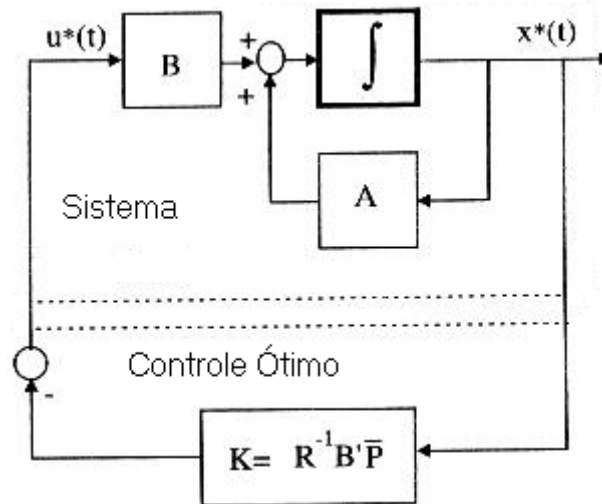 u*(t)
B
+
+
∫
x*(t)
A
Sistema
Controle Ótimo
-
K= R⁻¹B'P̅